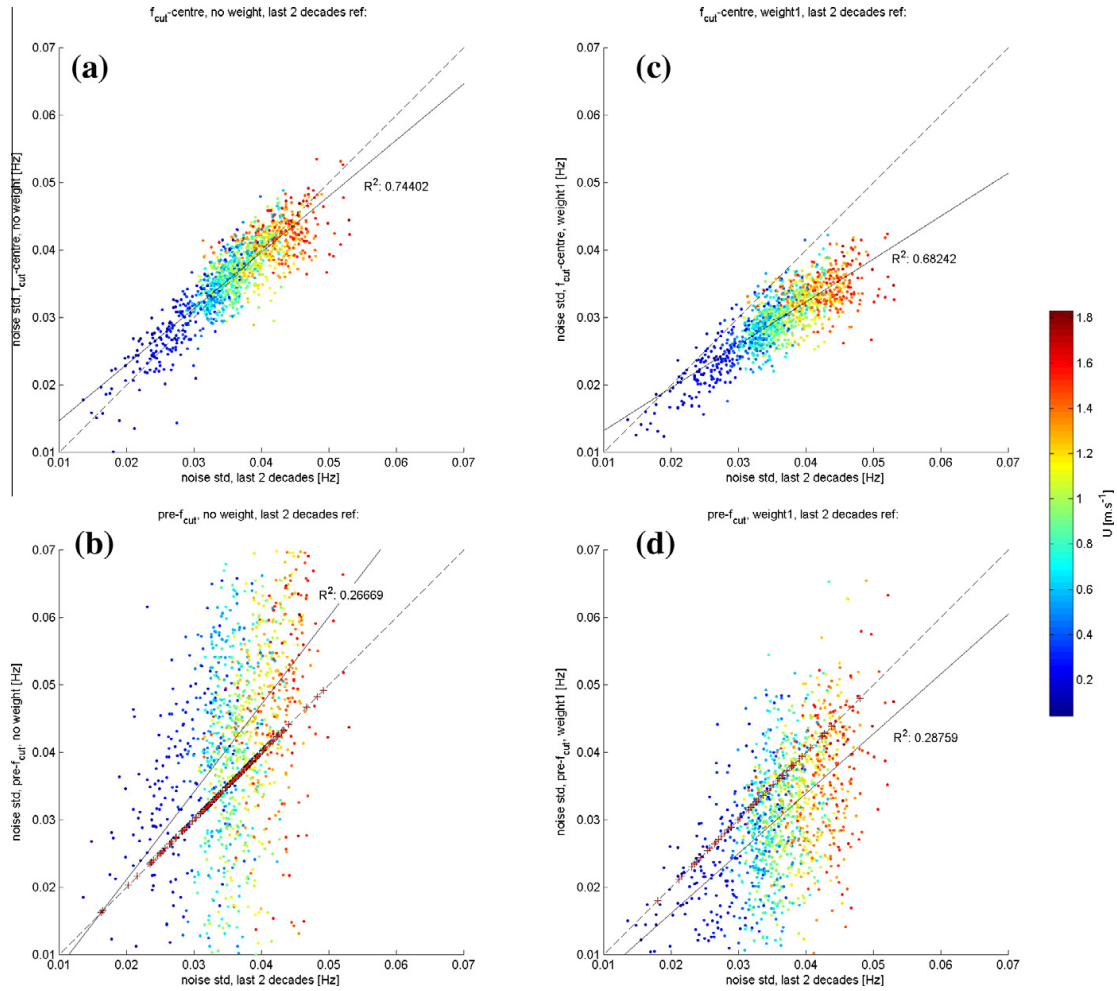 f_cut-centre, no weight, last 2 decades ref:
(a)
noise std, f_cut-centre, no weight [Hz]
0.07
0.06
0.05
0.04
0.03
0.02
0.01
R²: 0.74402
0.01 0.02 0.03 0.04 0.05 0.06 0.07
noise std, last 2 decades [Hz]
f_cut-centre, weight1, last 2 decades ref:
(c)
noise std, f_cut-centre, weight1 [Hz]
0.07
0.06
0.05
0.04
0.03
0.02
0.01
R²: 0.68242
0.01 0.02 0.03 0.04 0.05 0.06 0.07
noise std, last 2 decades [Hz]
pre-f_cut, no weight, last 2 decades ref:
(b)
noise std, pre-f_cut, no weight [Hz]
0.07
0.06
0.05
0.04
0.03
0.02
0.01
R²: 0.26669
0.01 0.02 0.03 0.04 0.05 0.06 0.07
noise std, last 2 decades [Hz]
pre-f_cut, weight1, last 2 decades ref:
(d)
noise std, pre-f_cut, weight1 [Hz]
0.07
0.06
0.05
0.04
0.03
0.02
0.01
R²: 0.28759
0.01 0.02 0.03 0.04 0.05 0.06 0.07
noise std, last 2 decades [Hz]
1.8
1.6
1.4
1.2
1
0.8
0.6
0.4
0.2
U [m.s⁻¹]